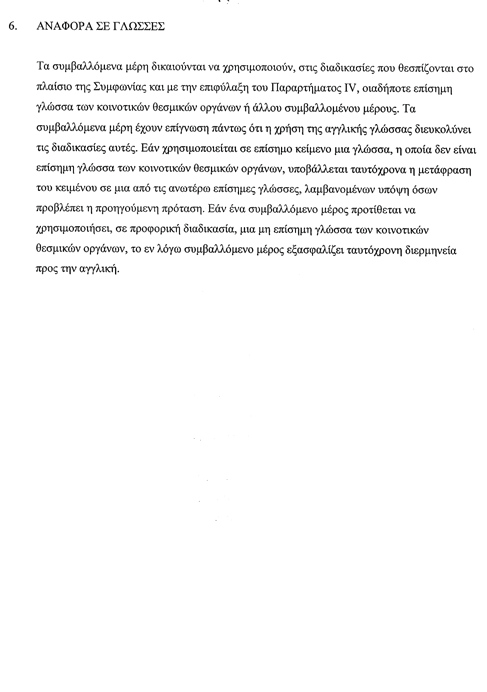 6. ΑΝΑΦΟΡΑ ΣΕ ΓΛΩΣΣΕΣ
Τα συμβαλλόμενα μέρη δικαιούνται να χρησιμοποιούν, στις διαδικασίες που θεσπίζονται στο
πλαίσιο της Συμφωνίας και με την επιφύλαξη του Παραρτήματος IV, οιαδήποτε επίσημη
γλώσσα των κοινοτικών θεσμικών οργάνων ή άλλου συμβαλλομένου μέρους. Τα
συμβαλλόμενα μέρη έχουν επίγνωση πάντως ότι η χρήση της αγγλικής γλώσσας διευκολύνει
τις διαδικασίες αυτές. Εάν χρησιμοποιείται σε επίσημο κείμενο μια γλώσσα, η οποία δεν είναι
επίσημη γλώσσα των κοινοτικών θεσμικών οργάνων, υποβάλλεται ταυτόχρονα η μετάφραση
του κειμένου σε μια από τις ανωτέρω επίσημες γλώσσες, λαμβανομένων υπόψη όσων
προβλέπει η προηγούμενη πρόταση. Εάν ένα συμβαλλόμενο μέρος προτίθεται να
χρησιμοποιήσει, σε προφορική διαδικασία, μια μη επίσημη γλώσσα των κοινοτικών
θεσμικών οργάνων, το εν λόγω συμβαλλόμενο μέρος εξασφαλίζει ταυτόχρονη διερμηνεία
προς την αγγλική.